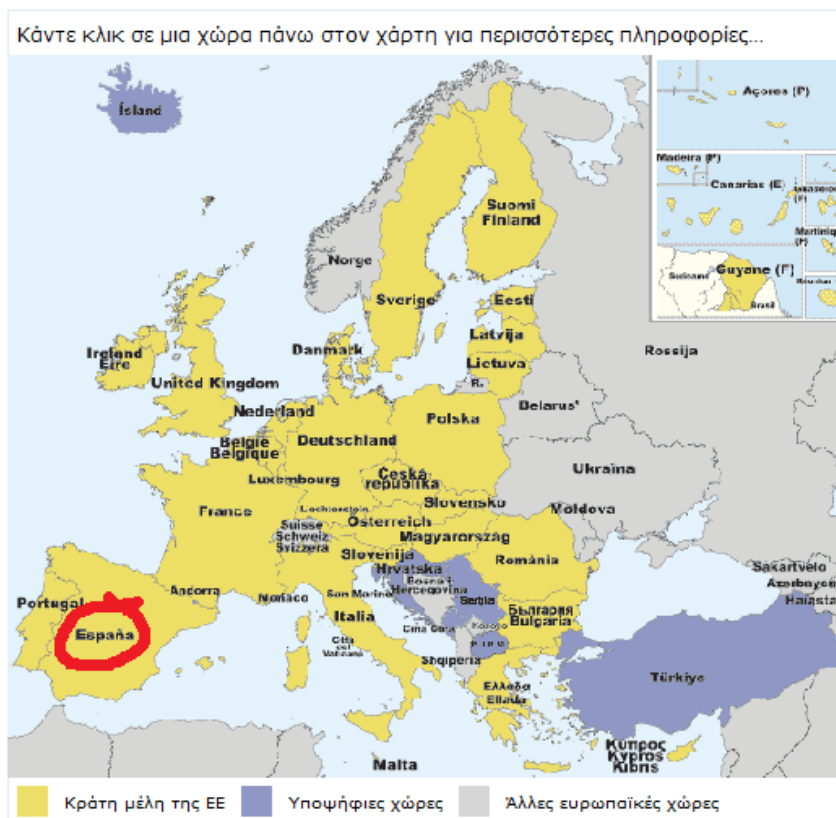 Κάντε κλικ σε μια χώρα πάνω στον χάρτη για περισσότερες πληροφορίες...
Ísland
Açores (P)
Madeira (P)
Canarias (E)
Guyane (F)
Suriname
Brasil
Suomi
Finland
Norge
Sverige
Eesti
Latvija
Lietuva
R.
Rossija
Danmark
Ireland
Éire
United Kingdom
Nederland
België
Belgique
Deutschland
Polska
Belarus'
Ukraïna
Luxembourg
Česká
republika
Slovensko
Moldova
France
Liechtenstein
Österreich
Suisse
Schweiz
Svizzera
Magyarország
Slovenija
România
Hrvatska
Bosna i
Hercegovina
Sakartvelo
Andorra
Monaco
San Marino
Srbija
Azerbaycan
Haiastan
Portugal
Italia
България
Bulgaria
España
Crna Gora
Kosovo
Città
del
Vaticano
Shqiperia
Türkiye
Ελλάδα
Ellada
Malta
Κύπρος
Kypros
Kibris
Κράτη μέλη της ΕΕ
Υποψήφιες χώρες
Άλλες ευρωπαϊκές χώρες